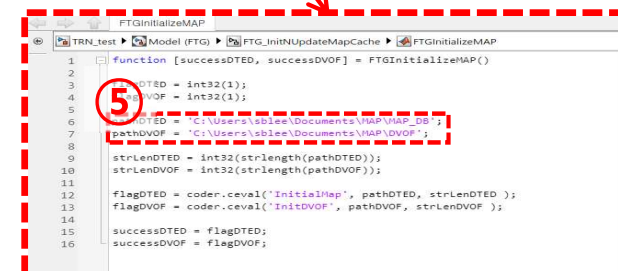 FTGInitializeMAP
TRN_test ▶ Model (FTG) ▶ FTG_InitNUpdateMapCache ▶ FTGInitializeMAP
1 function [successDTED, successDVOF] = FTGInitializeMAP()
2
3 flagDTED = int32(1);
4 flagDVOF = int32(1);
5
⑤
6 pathDTED = 'C:\Users\sblee\Documents\MAP\MAP_DB';
7 pathDVOF = 'C:\Users\sblee\Documents\MAP\DVOF';
8
9 strLenDTED = int32(strlength(pathDTED));
10 strLenDVOF = int32(strlength(pathDVOF));
11
12 flagDTED = coder.ceval('InitialMap', pathDTED, strLenDTED );
13 flagDVOF = coder.ceval('InitDVOF', pathDVOF, strLenDVOF );
14
15 successDTED = flagDTED;
16 successDVOF = flagDVOF;